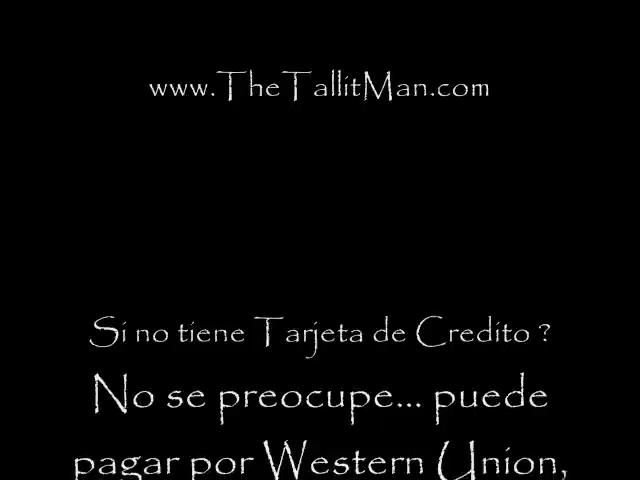 www.TheTallitMan.com
Si no tiene Tarjeta de Credito ?
No se preocupe... puede
pagar por Western Union,